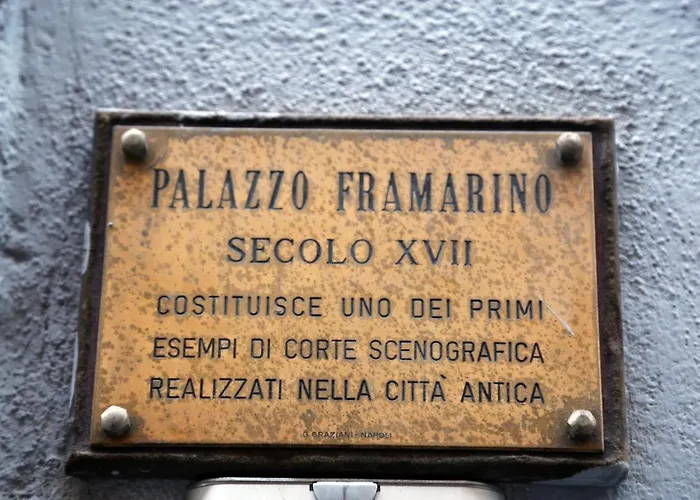 PALAZZO FRAMARINO
SECOLO XVII
COSTITUISCE UNO DEI PRIMI
ESEMPI DI CORTE SCENOGRAFICA
REALIZZATI NELLA CITTÀ ANTICA
G. GRAZIANI - NAPOLI